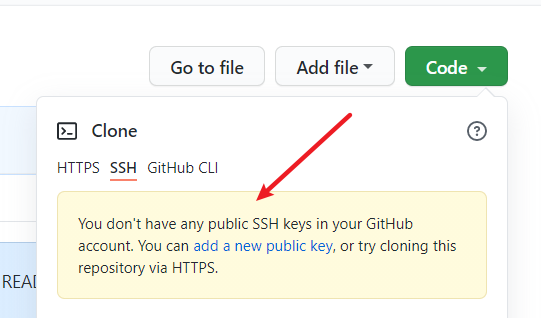 Go to file
Add file
Code
Clone
HTTPS SSH GitHub CLI
You don't have any public SSH keys in your GitHub
account. You can add a new public key, or try cloning this
repository via HTTPS.
READ